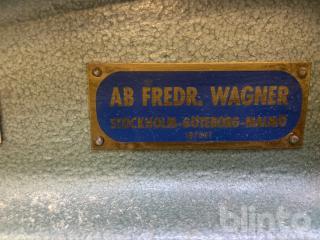 AB FREDR. WAGNER
STOCKHOLM-GÖTEBORG-MALMÖ
blinto